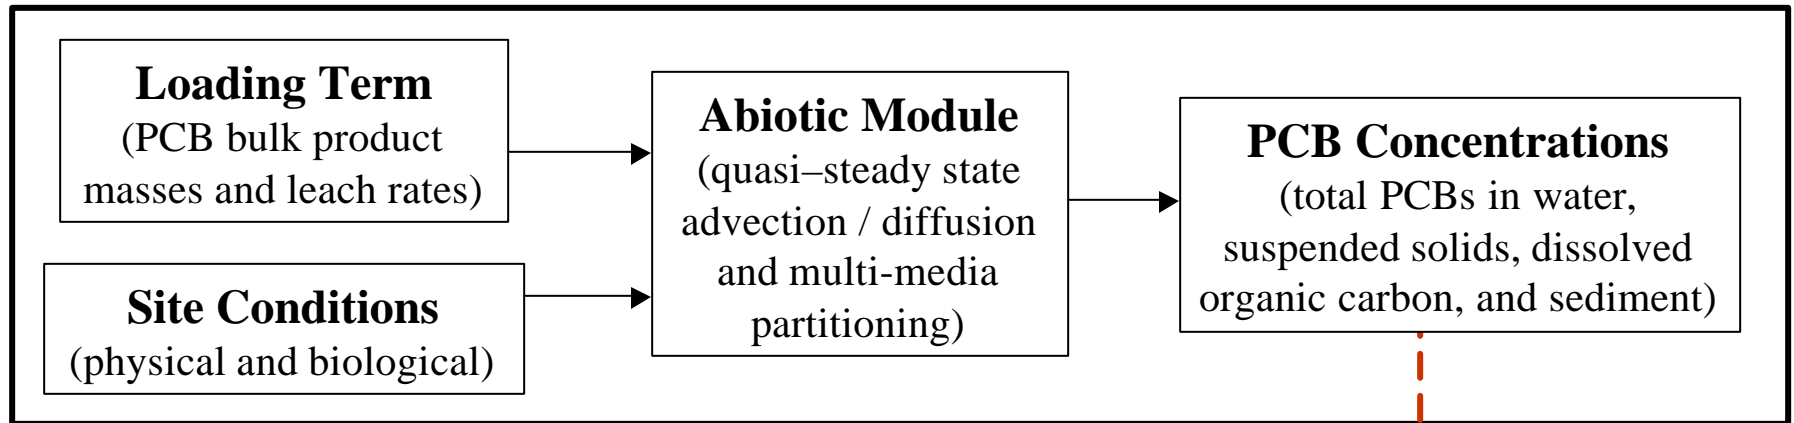 Loading Term
(PCB bulk product
masses and leach rates)
Site Conditions
(physical and biological)
Abiotic Module
(quasi–steady state
advection / diffusion
and multi-media
partitioning)
PCB Concentrations
(total PCBs in water,
suspended solids, dissolved
organic carbon, and sediment)